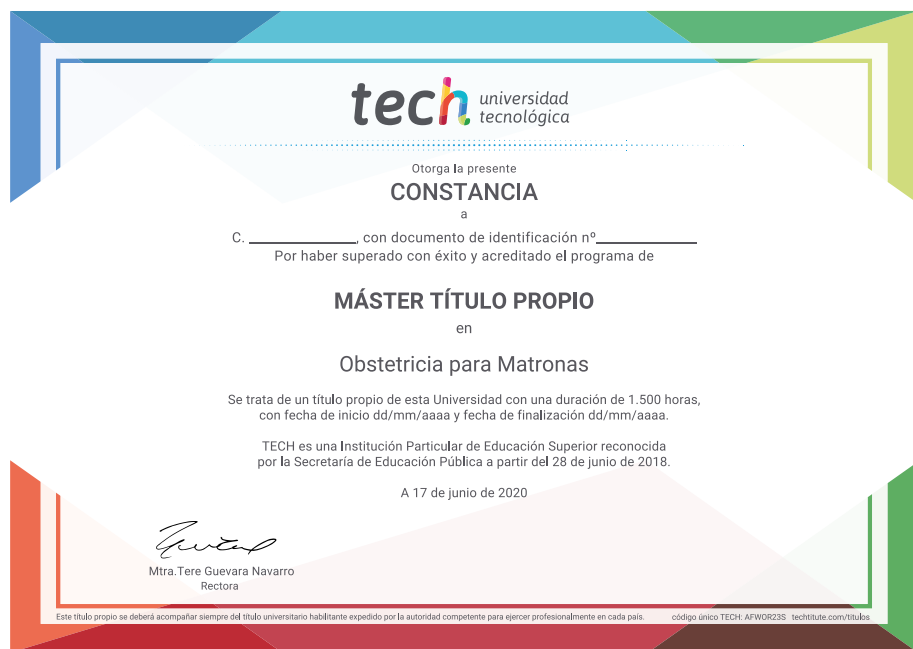 tech universidad
tecnológica
Otorga la presente
CONSTANCIA
a
C. ____________, con documento de identificación nº____________
Por haber superado con éxito y acreditado el programa de
MÁSTER TÍTULO PROPIO
en
Obstetricia para Matronas
Se trata de un título propio de esta Universidad con una duración de 1.500 horas,
con fecha de inicio dd/mm/aaaa y fecha de finalización dd/mm/aaaa.
TECH es una Institución Particular de Educación Superior reconocida
por la Secretaría de Educación Pública a partir del 28 de junio de 2018.
A 17 de junio de 2020
Mtra.Tere Guevara Navarro
Rectora
Este título propio se deberá acompañar siempre del título universitario habilitante expedido por la autoridad competente para ejercer profesionalmente en cada país. código único TECH: AFWOR23S techtitute.com/titulos